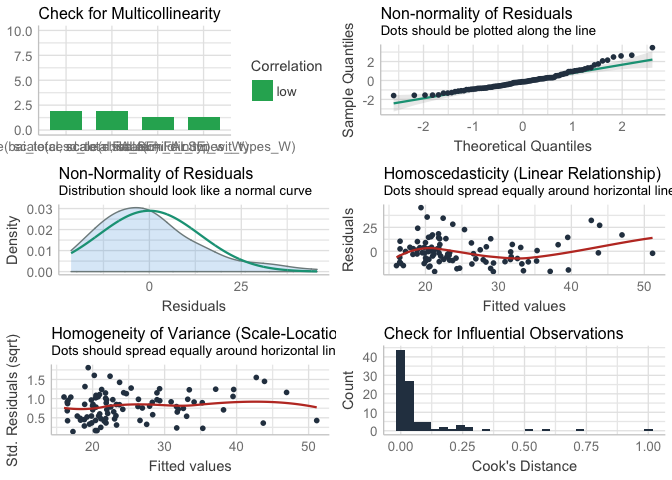 Check for Multicollinearity
10.0
7.5
5.0
2.5
0.0
Correlation
low
Non-normality of Residuals
Dots should be plotted along the line
Sample Quantiles
2
0
-2
-2
-1
0
1
2
Theoretical Quantiles
Non-Normality of Residuals
Distribution should look like a normal curve
Density
0.03
0.02
0.01
0.00
0
25
Residuals
Homoscedasticity (Linear Relationship)
Dots should spread equally around horizontal line
Residuals
25
0
20
30
40
50
Fitted values
Homogeneity of Variance (Scale-Locatio
Dots should spread equally around horizontal lin
Std. Residuals (sqrt)
1.5
1.0
0.5
20
30
40
50
Fitted values
Check for Influential Observations
Count
40
30
20
10
0
0.00
0.25
0.50
0.75
1.00
Cook's Distance